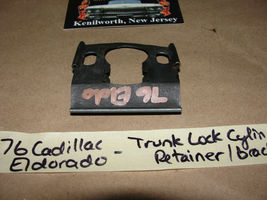 Kenilworth, New Jersey
76 Eldo
76 Cadillac
Eldorado -
Trunk Lock Cylin
Retainer/brac